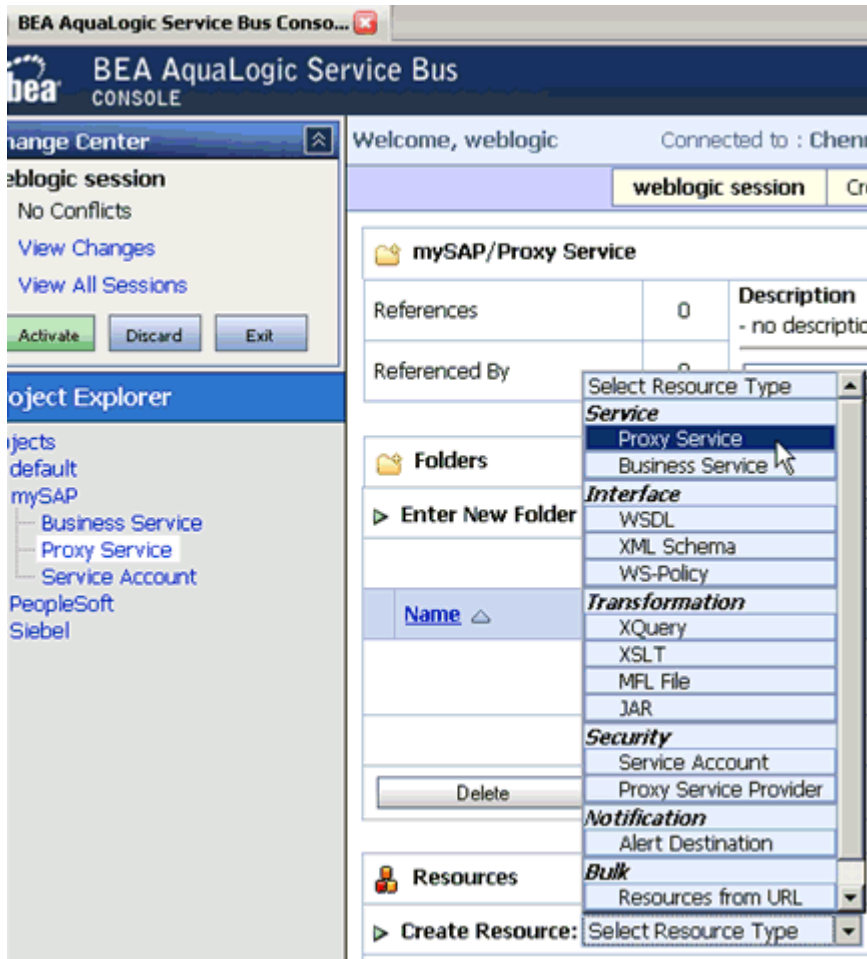 BEA AquaLogic Service Bus Conso...
bea
BEA AquaLogic Service Bus
CONSOLE
hange Center
eblogic session
No Conflicts
View Changes
View All Sessions
Activate
Discard
Exit
oject Explorer
jects
default
mySAP
Business Service
Proxy Service
Service Account
PeopleSoft
Siebel
Welcome, weblogic
Connected to : Chenn
weblogic session
Cr
mySAP/Proxy Service
References
0
Description
- no descriptio
Referenced By
Folders
Enter New Folder
Name
Delete
Resources
Create Resource:
Select Resource Type
Select Resource Type
Service
Proxy Service
Business Service
Interface
WSDL
XML Schema
WS-Policy
Transformation
XQuery
XSLT
MFL File
JAR
Security
Service Account
Proxy Service Provider
Notification
Alert Destination
Bulk
Resources from URL